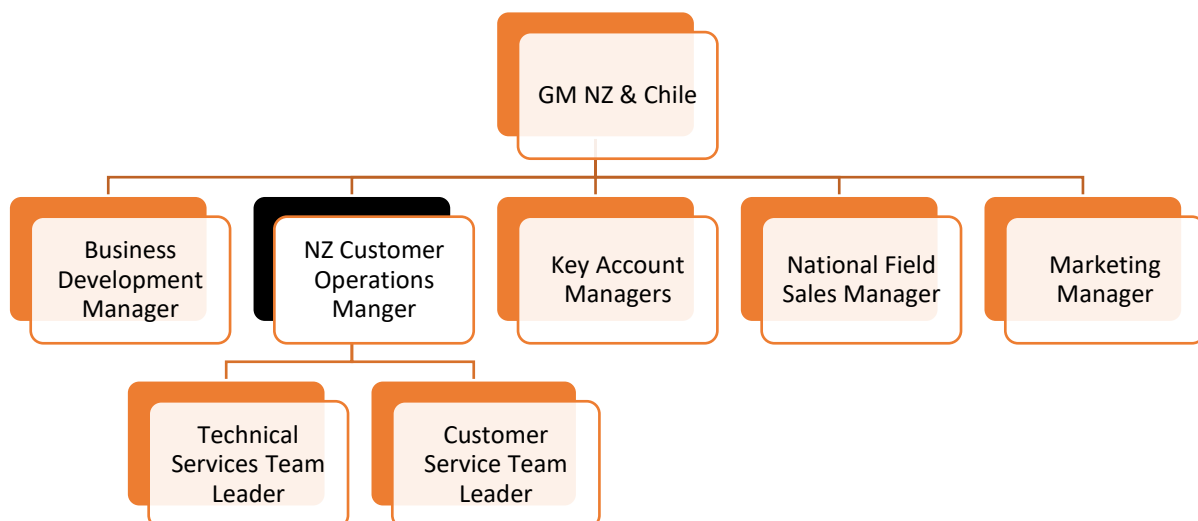 GM NZ & Chile
Business
Development
Manager
NZ Customer
Operations
Manger
Key Account
Managers
National Field
Sales Manager
Marketing
Manager
Technical
Services Team
Leader
Customer
Service Team
Leader